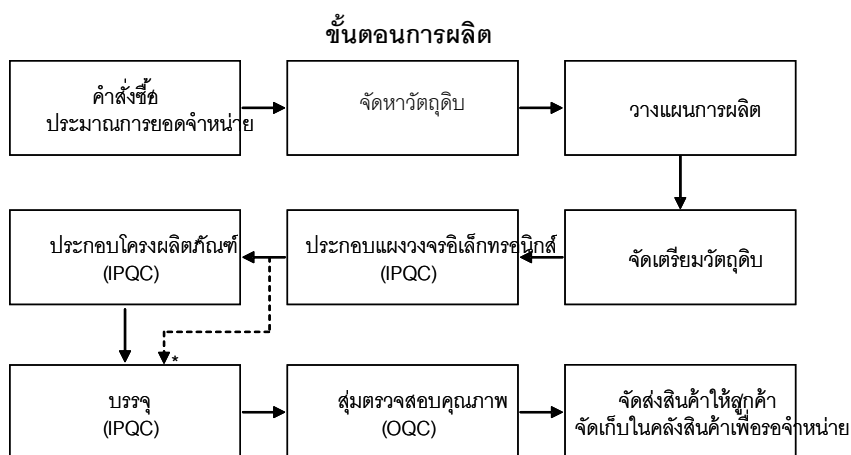 ขั้นตอนการผลิต
คำสั่งซื้อ
ประมาณการยอดจำหน่าย
จัดหาวัตถุดิบ
วางแผนการผลิต
จัดเตรียมวัตถุดิบ
ประกอบแผงวงจรอิเล็กทรอนิกส์
(IPQC)
ประกอบโครงผลิตภัณฑ์
(IPQC)
*
บรรจุ
(IPQC)
สุ่มตรวจสอบคุณภาพ
(OQC)
จัดส่งสินค้าให้ลูกค้า
จัดเก็บในคลังสินค้าเพื่อรอจำหน่าย